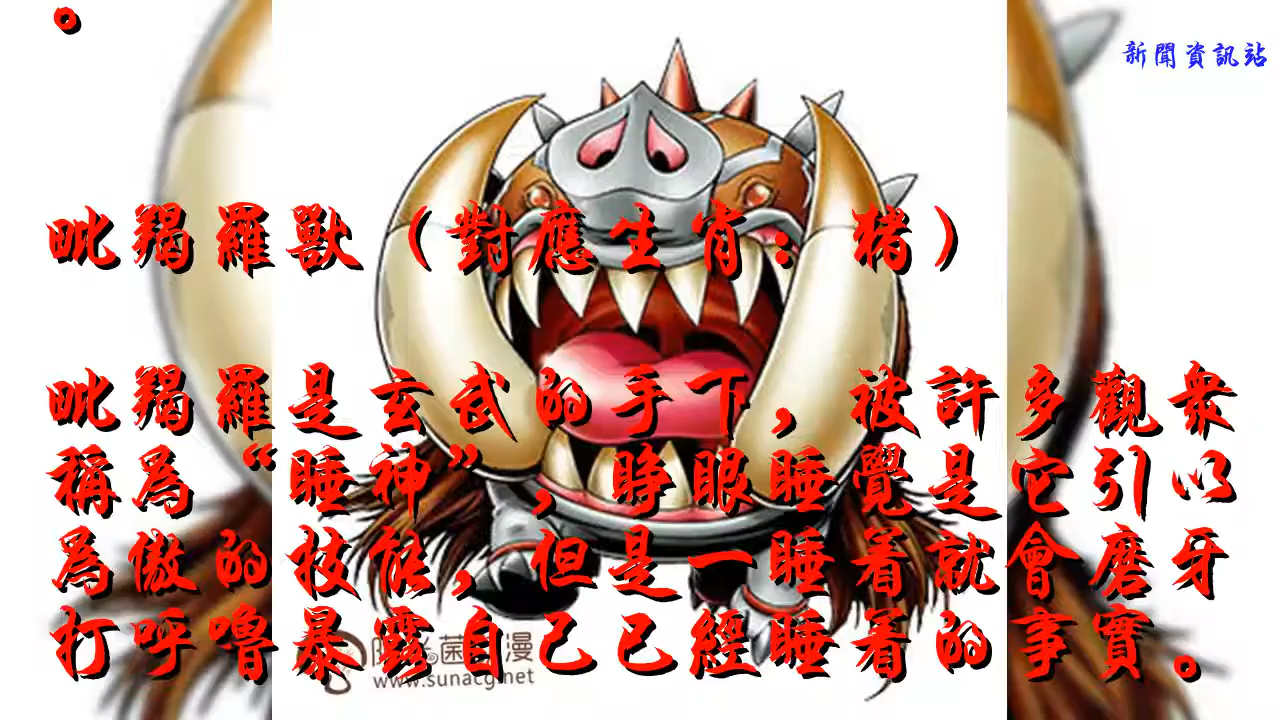 。
新聞資訊站
毗羯羅獸（對應生肖：豬）
毗羯羅是玄武的手下，被許多觀衆
稱為“睡神”，睜眼睡覺是它引以
為傲的技能，但是一睡着就會磨牙
打呼嚕暴露自己已經睡着的事實。
www.sunacg.net